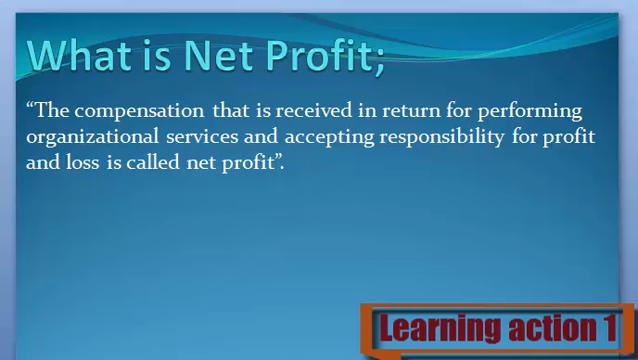 What is Net Profit;
“The compensation that is received in return for performing
organizational services and accepting responsibility for profit
and loss is called net profit”.
Learning action 1